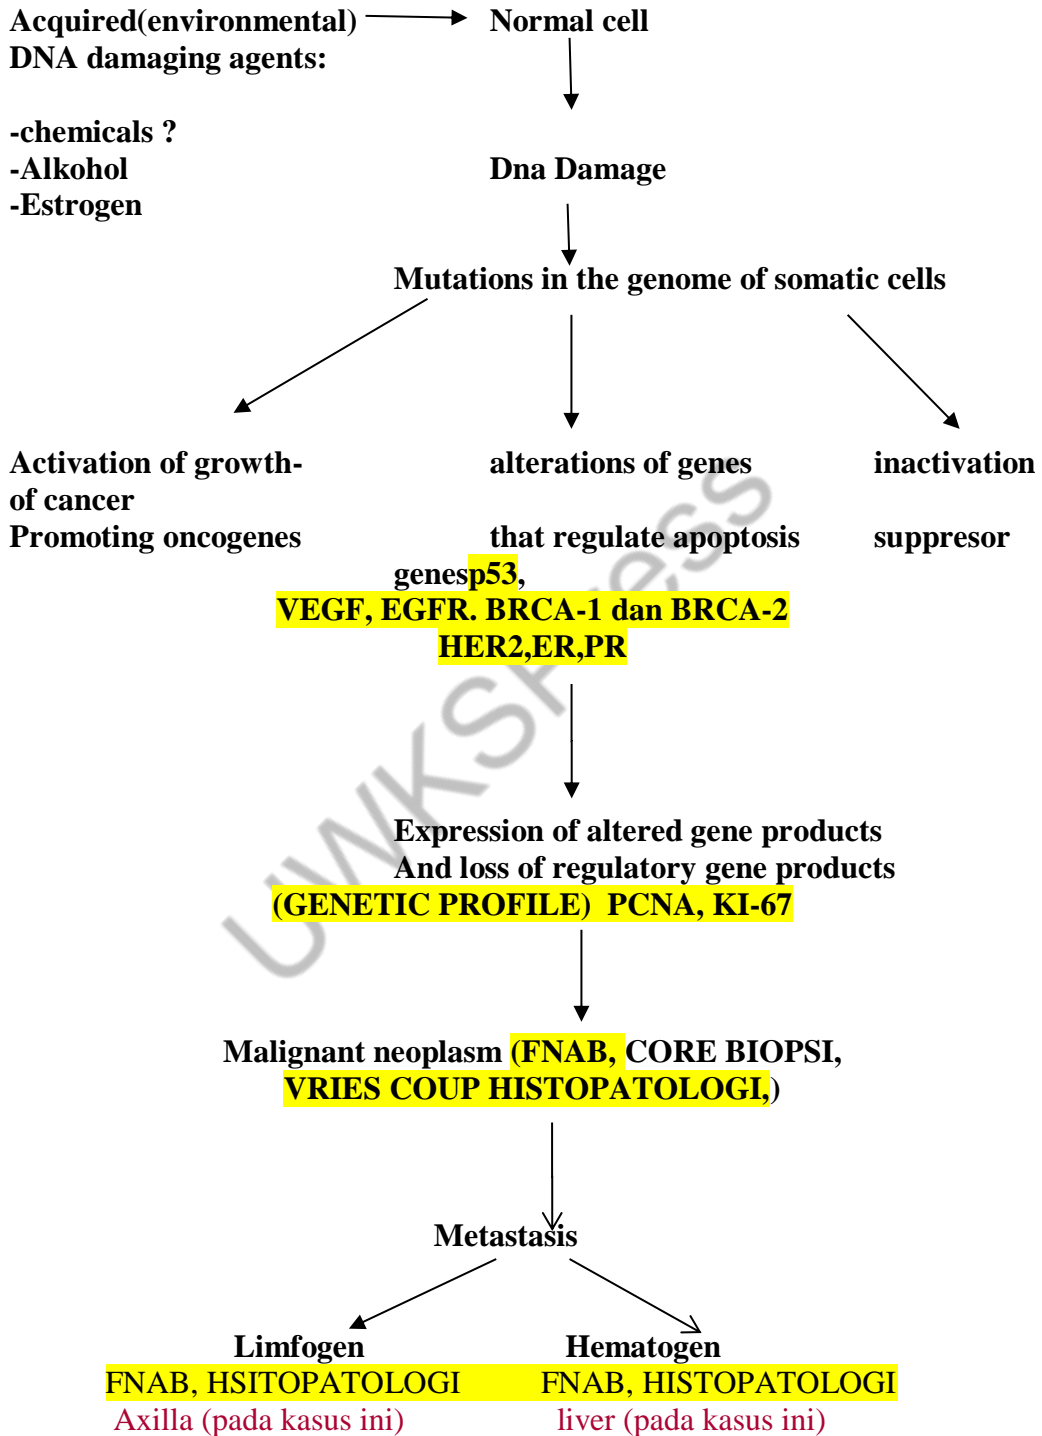 Acquired(environmental) Normal cell
DNA damaging agents:
-chemicals ?
-Alkohol Dna Damage
-Estrogen
Mutations in the genome of somatic cells
Activation of growth- alterations of genes inactivation
of cancer
Promoting oncogenes that regulate apoptosis suppresor
genesp53,
VEGF, EGFR. BRCA-1 dan BRCA-2
HER2,ER,PR
Expression of altered gene products
And loss of regulatory gene products
(GENETIC PROFILE) PCNA, KI-67
Malignant neoplasm (FNAB, CORE BIOPSI,
VRIES COUP HISTOPATOLOGI,)
Metastasis
Limfogen Hematogen
FNAB, HSITOPATOLOGI FNAB, HISTOPATOLOGI
Axilla (pada kasus ini) liver (pada kasus ini)
UWKSPress